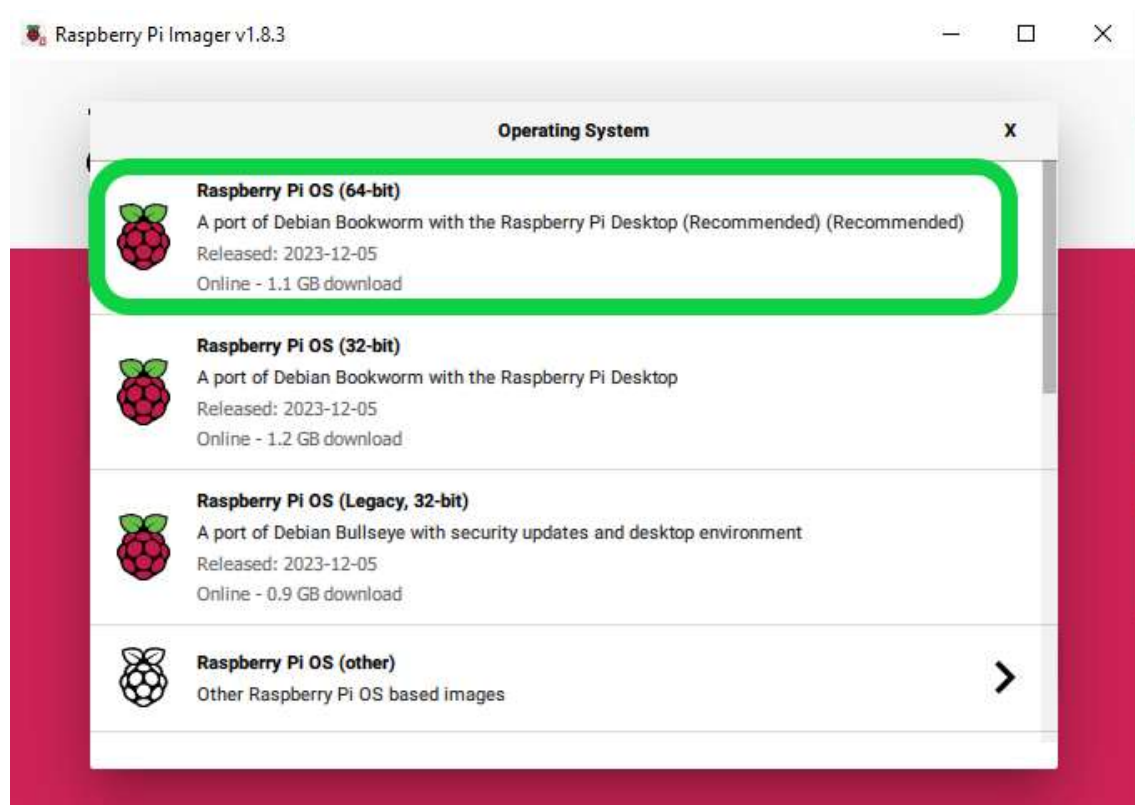 Raspberry Pi Imager v1.8.3
Operating System
X
Raspberry Pi OS (64-bit)
A port of Debian Bookworm with the Raspberry Pi Desktop (Recommended) (Recommended)
Released: 2023-12-05
Online - 1.1 GB download
Raspberry Pi OS (32-bit)
A port of Debian Bookworm with the Raspberry Pi Desktop
Released: 2023-12-05
Online - 1.2 GB download
Raspberry Pi OS (Legacy, 32-bit)
A port of Debian Bullseye with security updates and desktop environment
Released: 2023-12-05
Online - 0.9 GB download
Raspberry Pi OS (other)
Other Raspberry Pi OS based images